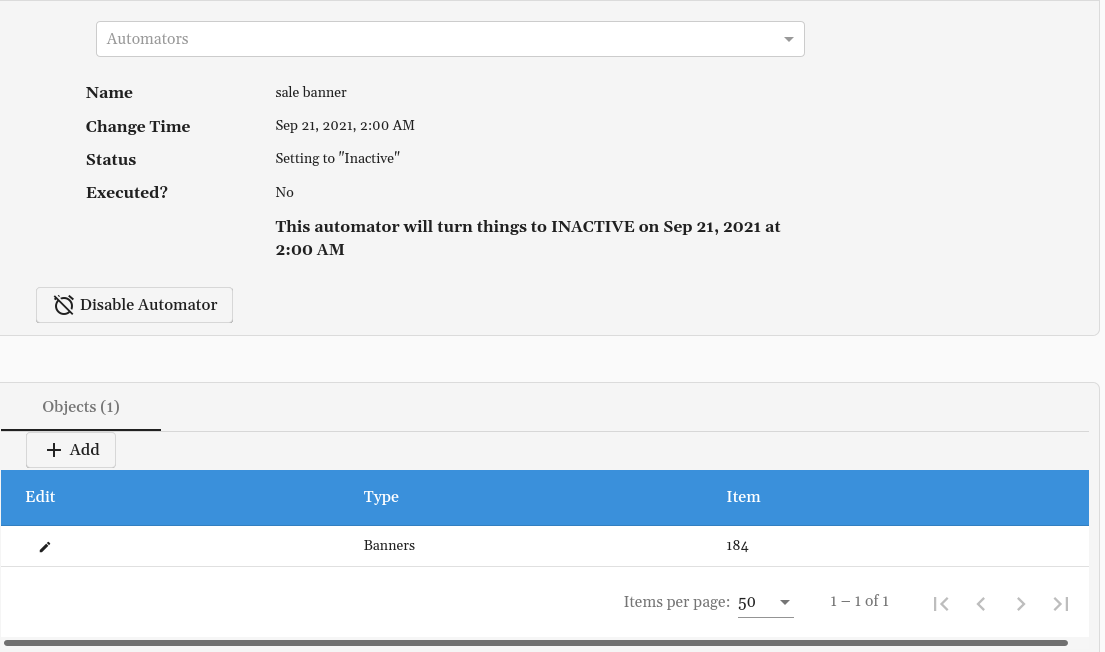 Automators
Name sale banner
Change Time Sep 21, 2021, 2:00 AM
Status Setting to "Inactive"
Executed? No
This automator will turn things to INACTIVE on Sep 21, 2021 at
2:00 AM
Disable Automator
Objects (1)
Add
Edit Type Item
Banners 184
Items per page: 50 1 – 1 of 1